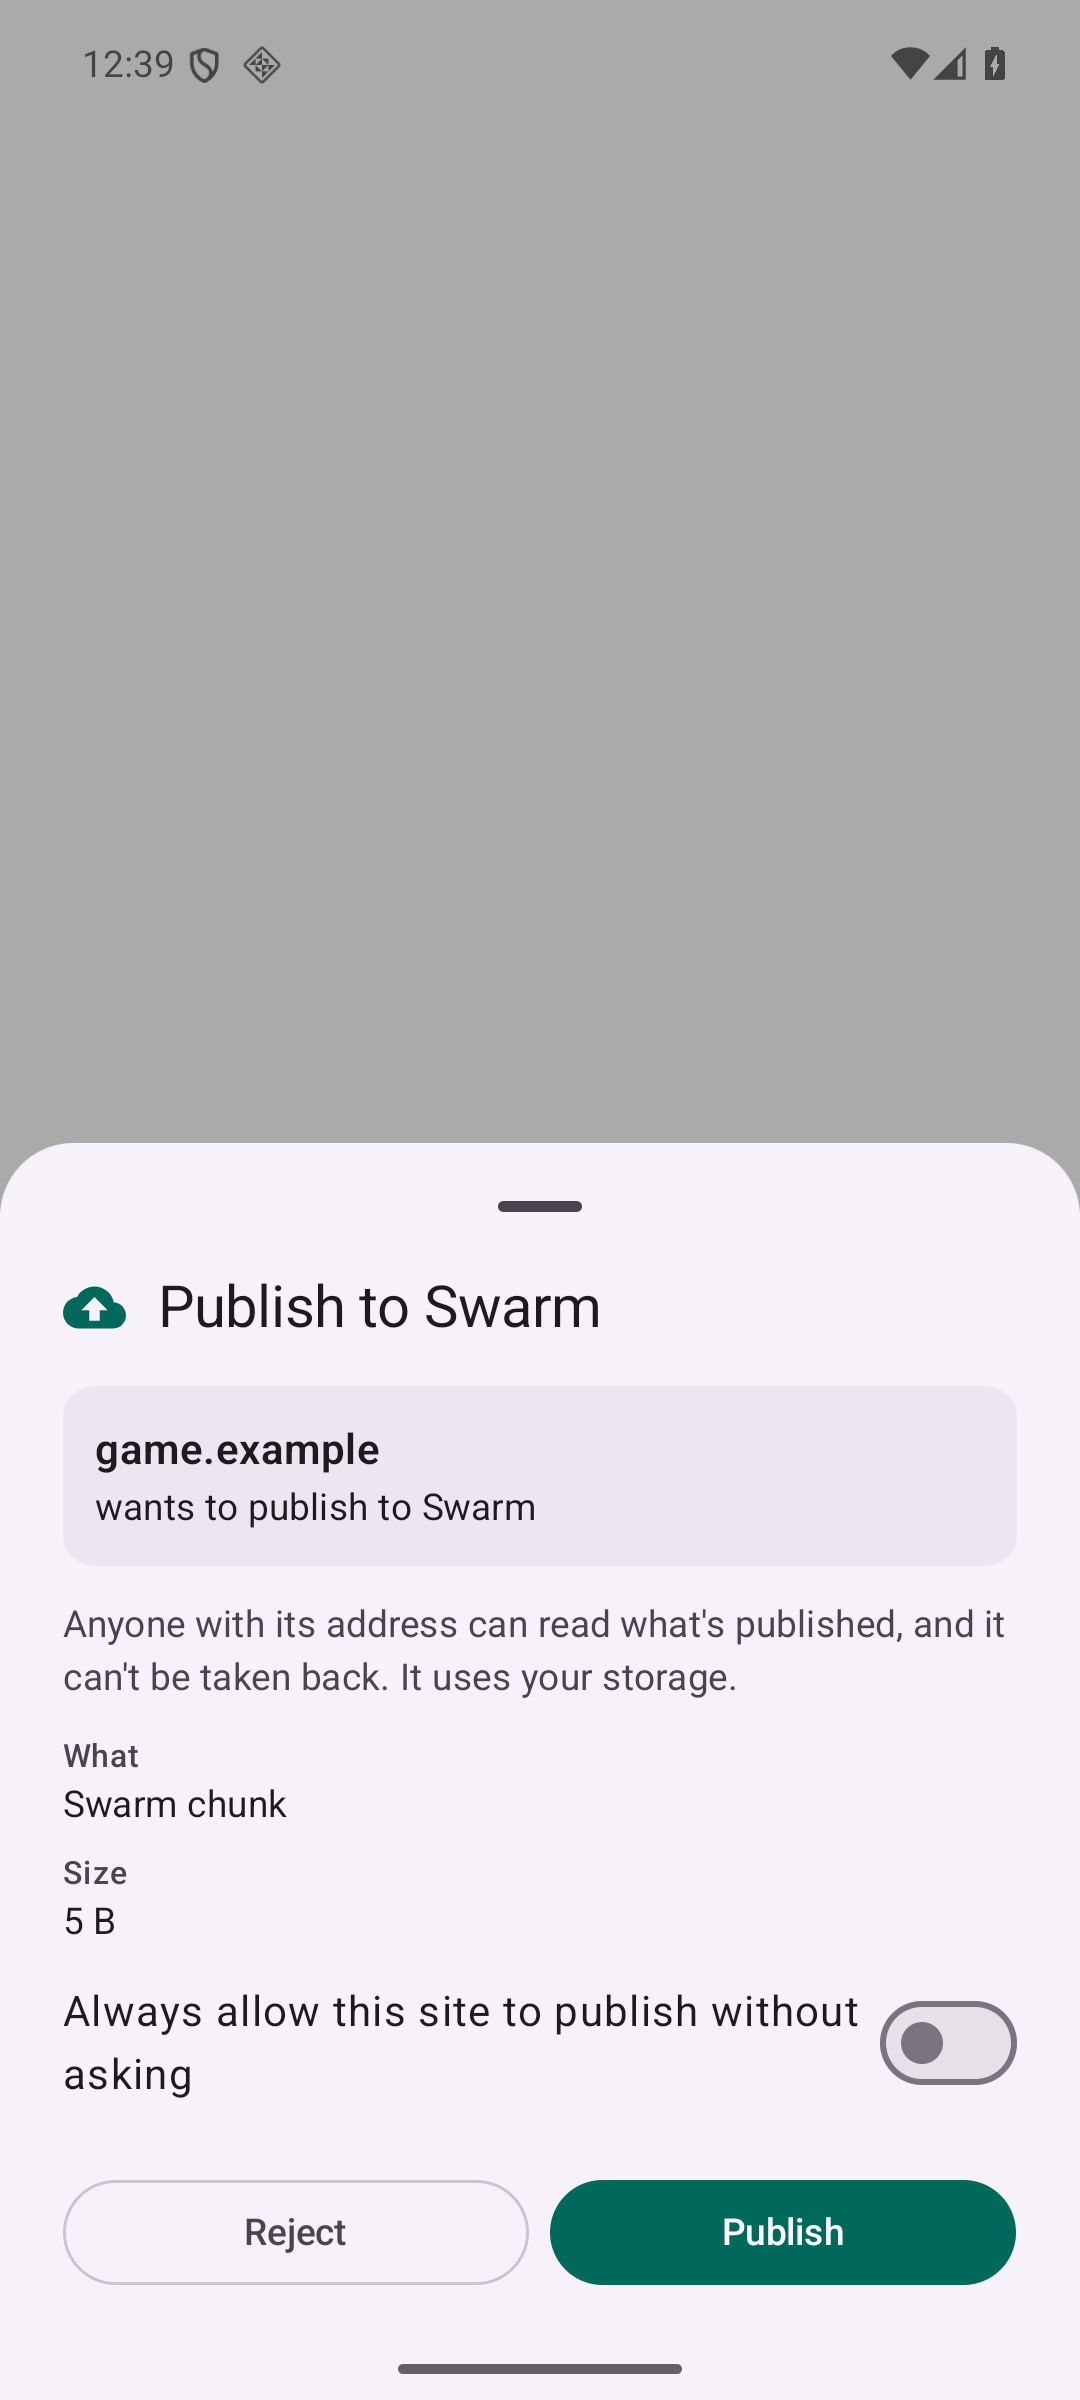 12:39
Publish to Swarm
game.example
wants to publish to Swarm
Anyone with its address can read what's published, and it
can't be taken back. It uses your storage.
What
Swarm chunk
Size
5 B
Always allow this site to publish without
asking
Reject
Publish